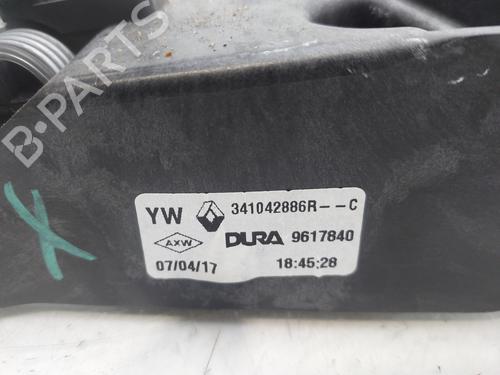 B-PARTS
YW 341042886R--C
AXW DURA 9617840
07/04/17 18:45:28
X